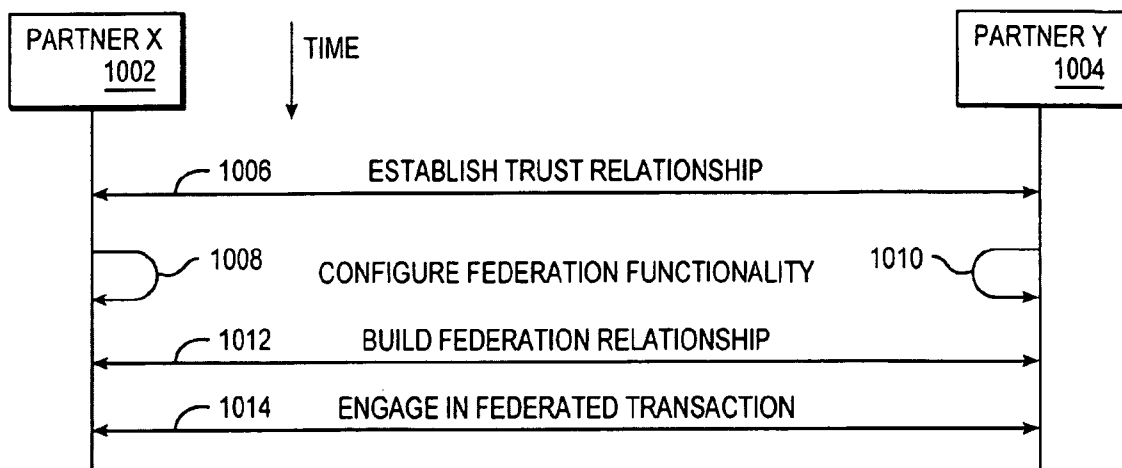 PARTNER X
1002
TIME
PARTNER Y
1004
1006
ESTABLISH TRUST RELATIONSHIP
1008
CONFIGURE FEDERATION FUNCTIONALITY
1010
1012
BUILD FEDERATION RELATIONSHIP
1014
ENGAGE IN FEDERATED TRANSACTION